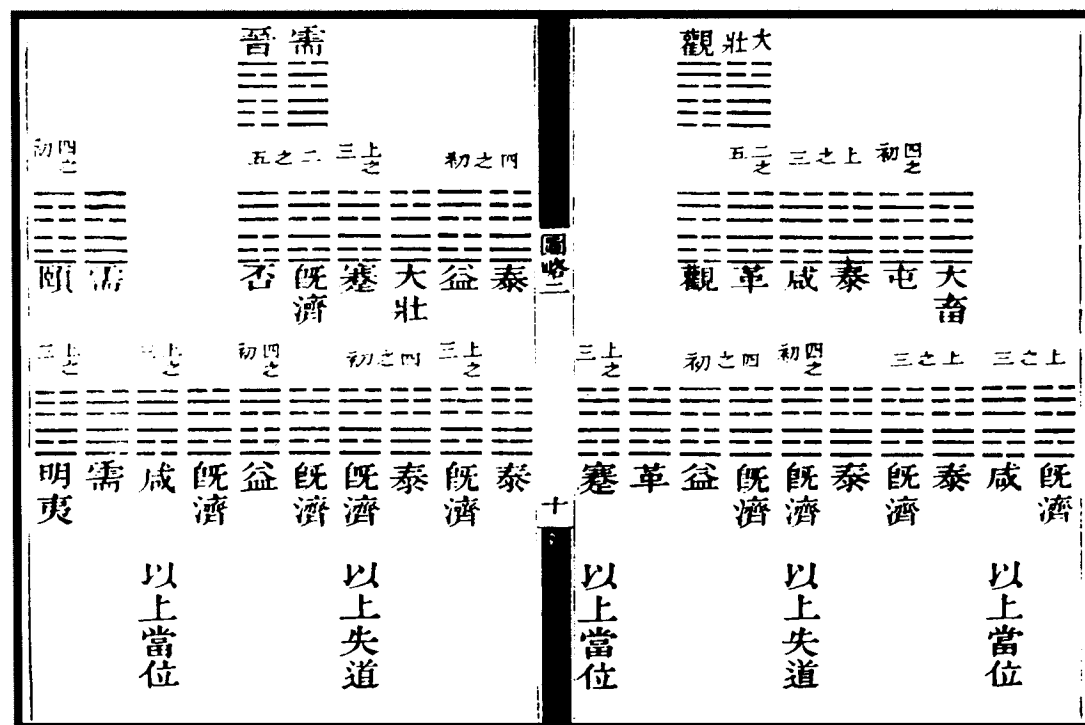 大壯
觀
四之初
上之三
二之五
大畜
屯
泰
咸
革
觀
上之三
上之三
四之初
四之初
上之三
既濟
咸
泰
既濟
泰
既濟
既濟
益
革
蹇
以上當位
以上失道
以上當位
圖略二
十
需
晉
四之初
上之三
二之五
四之初
泰
益
大壯
蹇
既濟
否
需
頤
上之三
四之初
四之初
上之三
上之三
泰
既濟
泰
既濟
既濟
益
既濟
咸
需
明夷
以上失道
以上當位